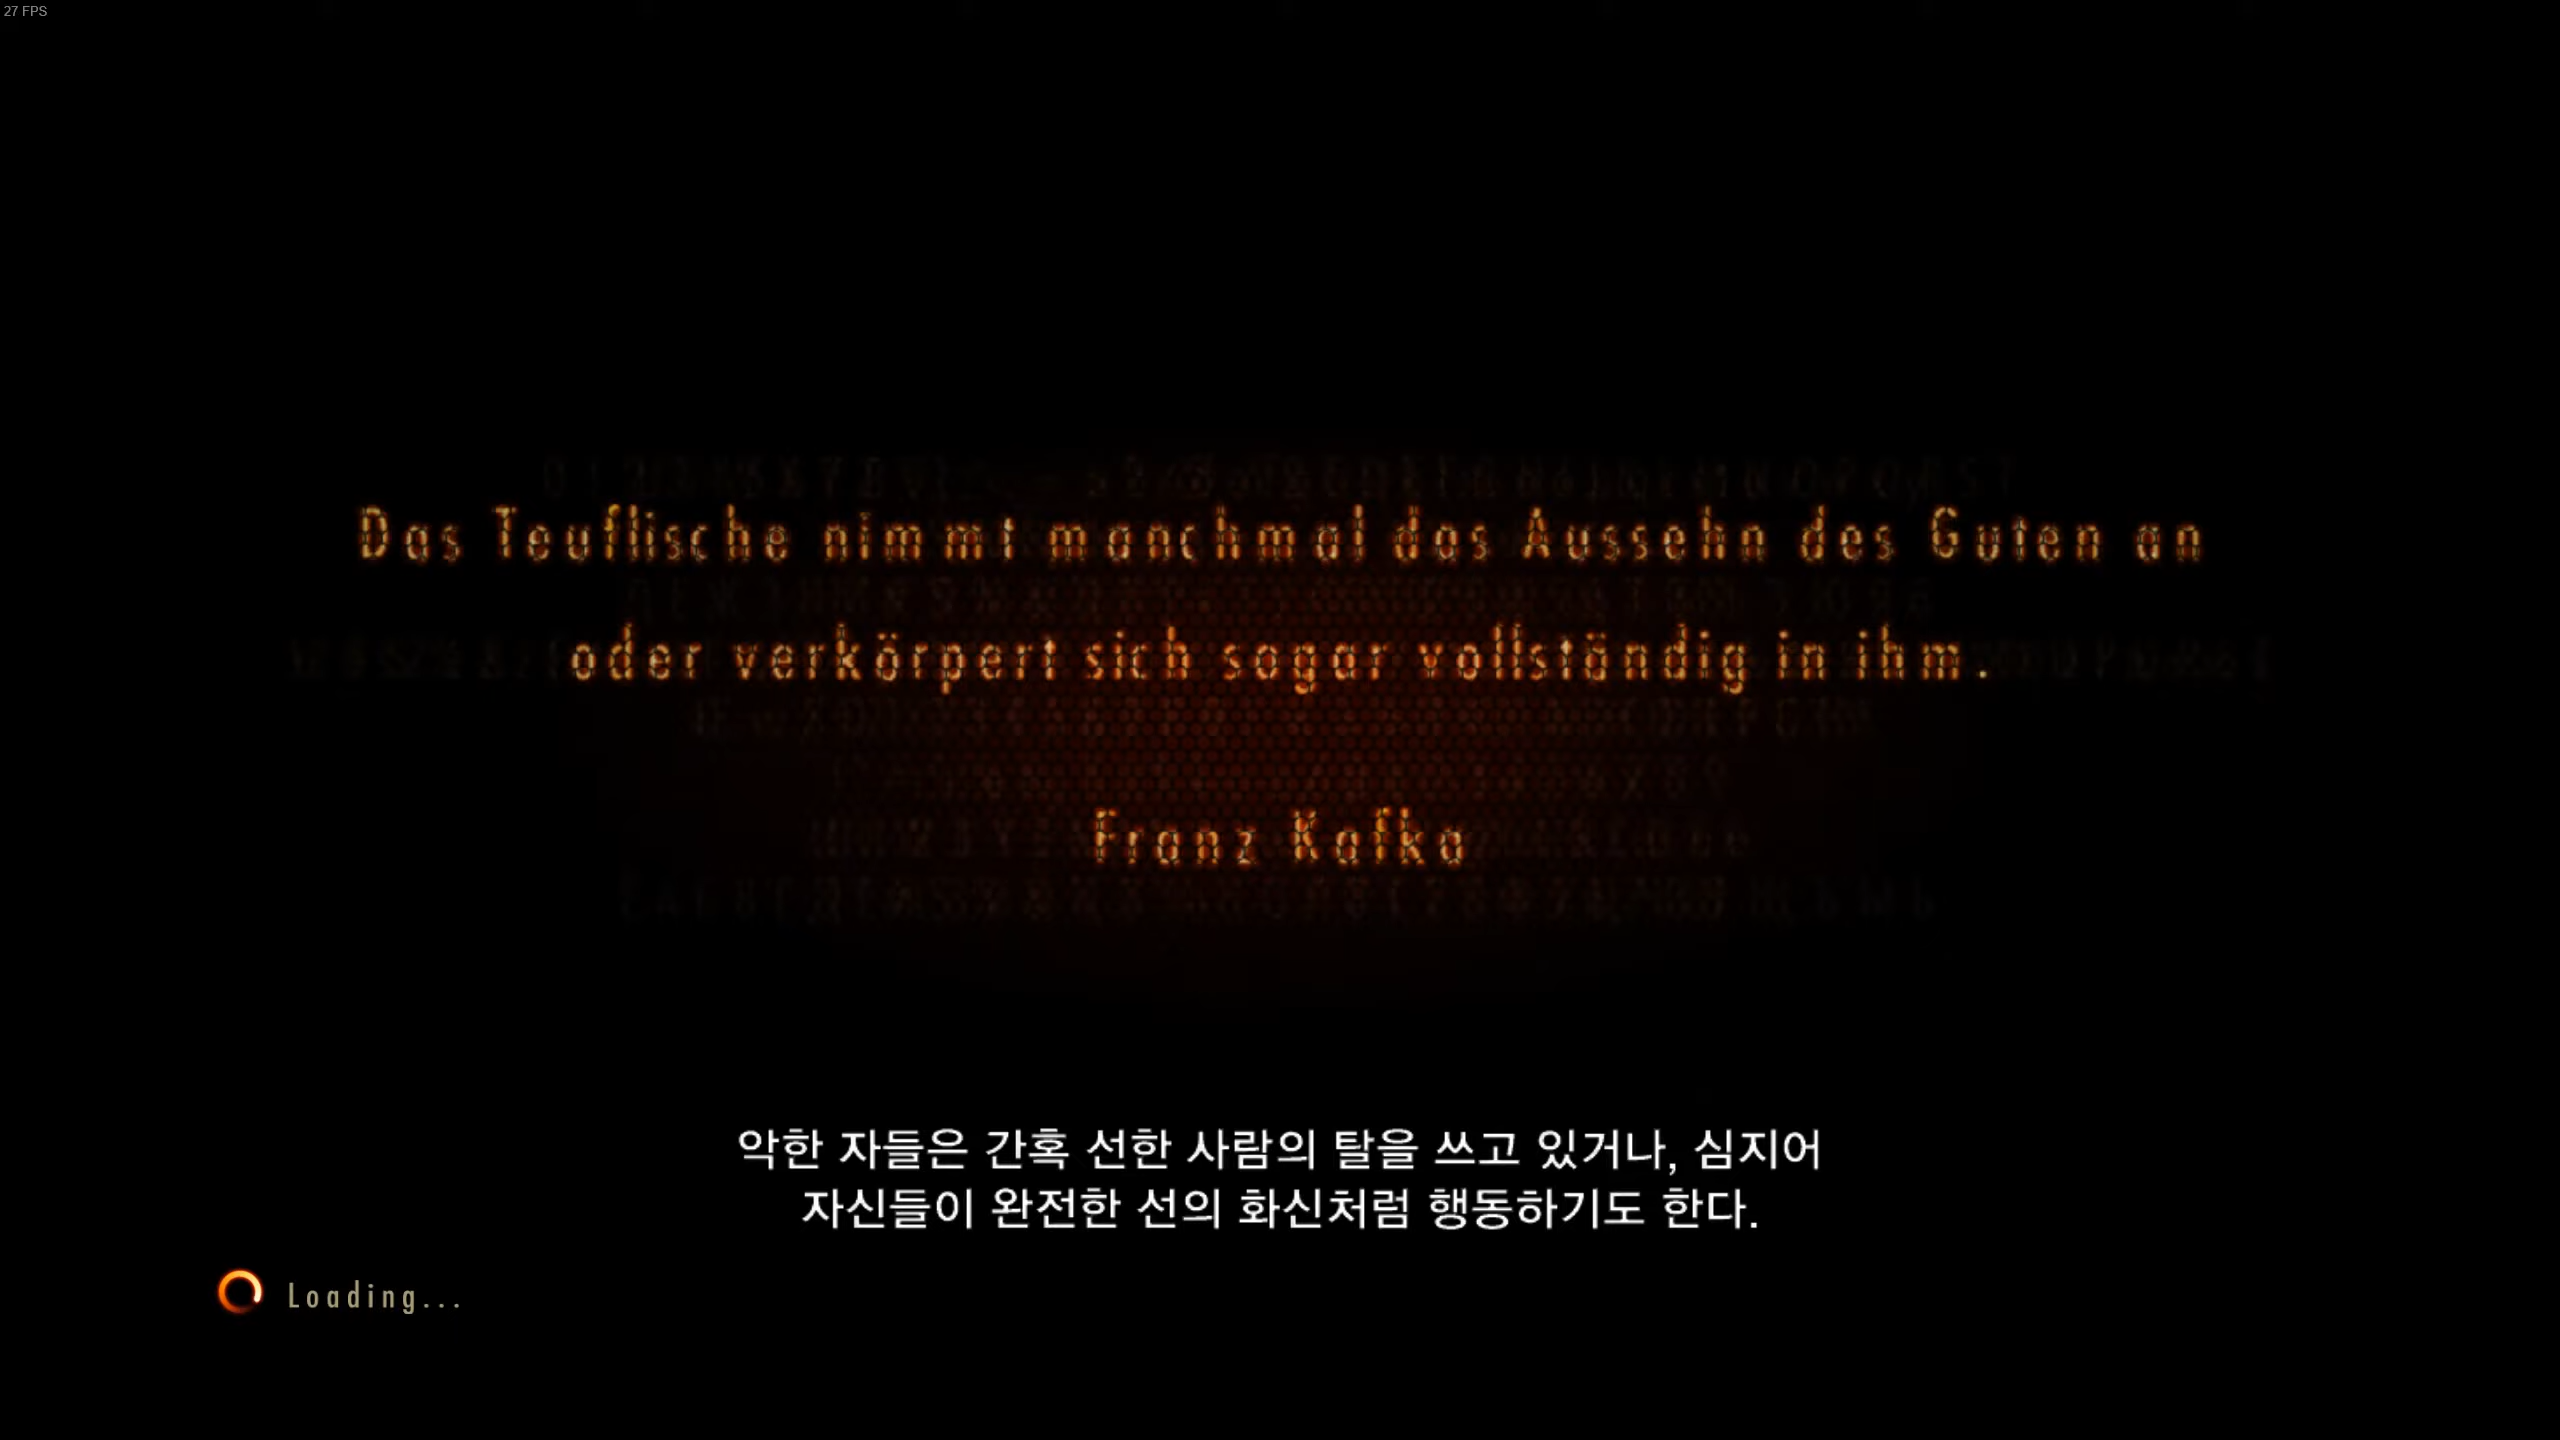 27 FPS
Das Teuflische nimmt manchmal das Aussehn des Guten an
oder verkörpert sich sogar vollständig in ihm.
Franz Kafka
악한 자들은 간혹 선한 사람의 탈을 쓰고 있거나, 심지어
자신들이 완전한 선의 화신처럼 행동하기도 한다.
Loading...